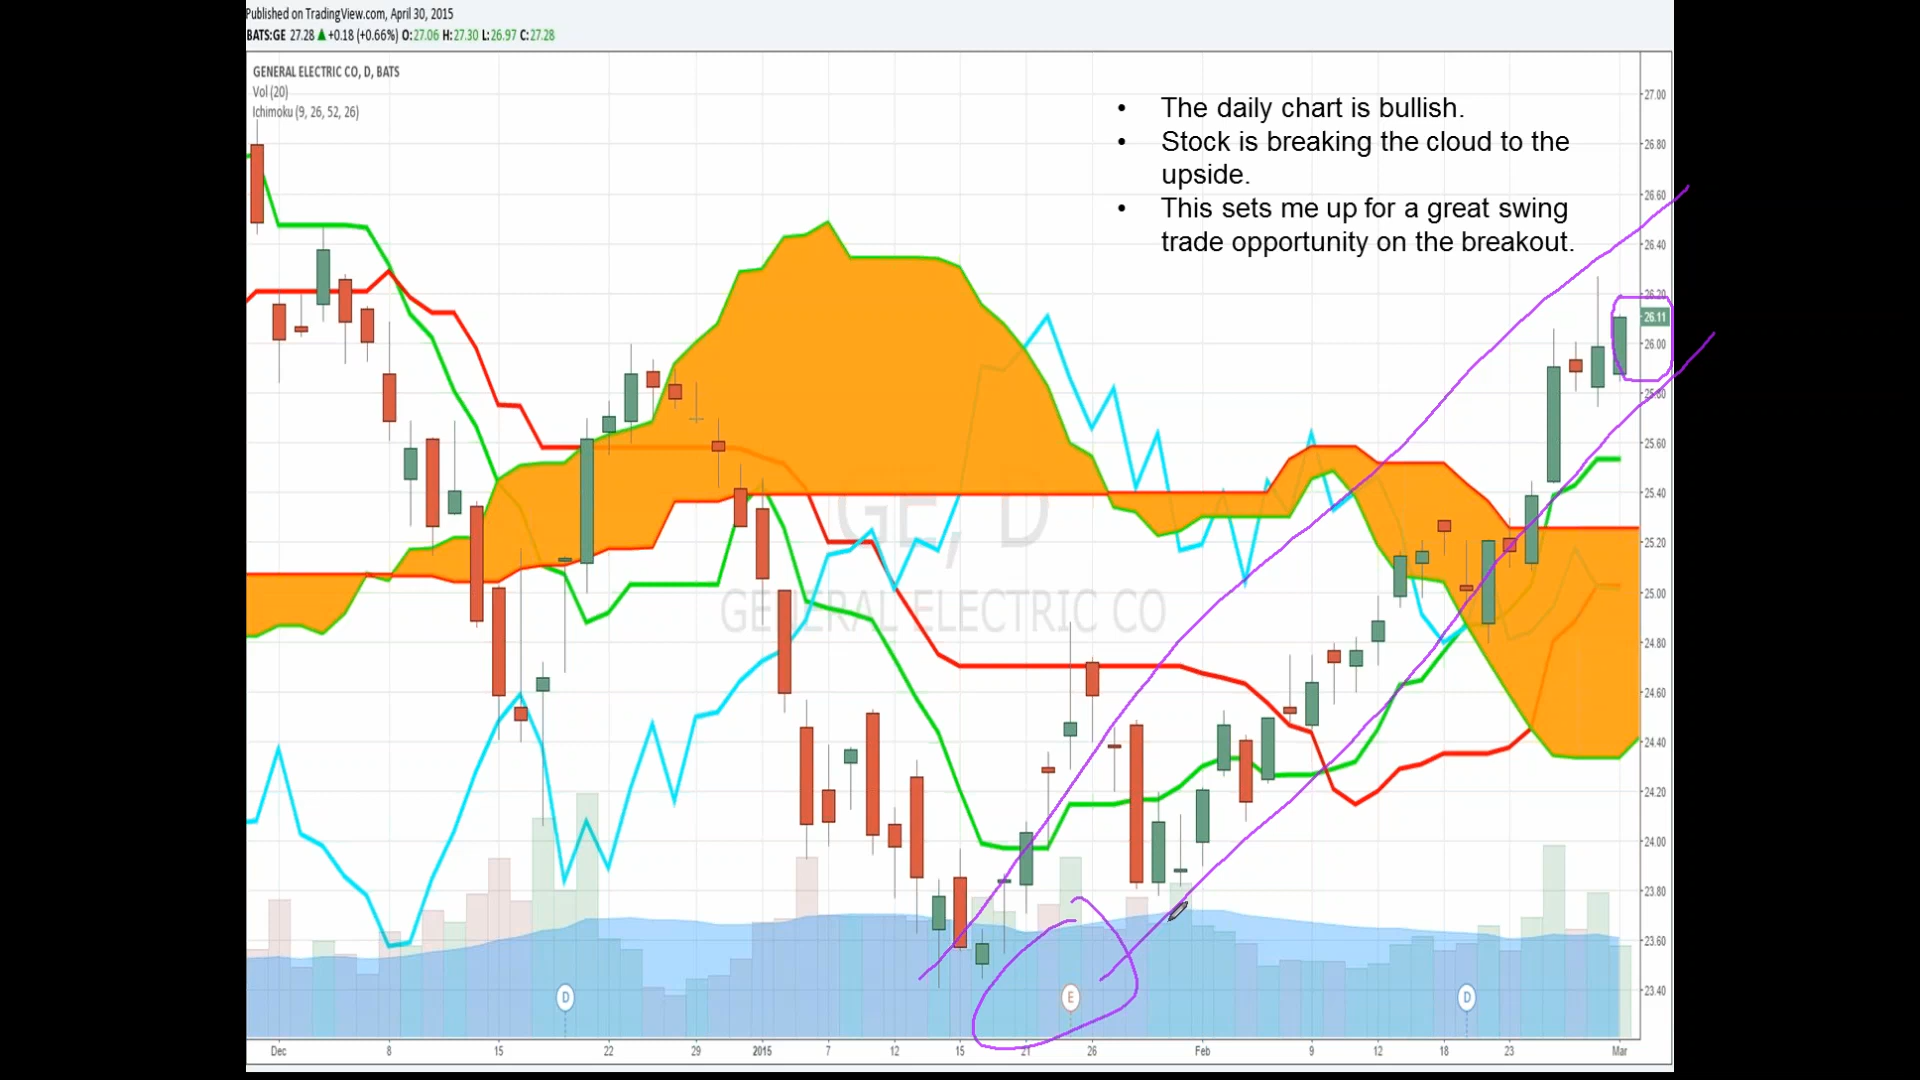 Published on TradingView.com, April 30, 2015
BATS:GE 27.28 ▲ +0.18 (+0.66%) O:27.06 H:27.30 L:26.97 C:27.28
GENERAL ELECTRIC CO, D, BATS
Vol (20)
Ichimoku (9, 26, 52, 26)
• The daily chart is bullish.
• Stock is breaking the cloud to the
upside.
• This sets me up for a great swing
trade opportunity on the breakout.
27.00
26.80
26.60
26.40
26.20
26.11
26.00
25.60
25.40
25.20
25.00
24.80
24.60
24.40
24.20
24.00
23.80
23.60
23.40
GE, D
GENERAL ELECTRIC CO
D E D
Dec 8 15 22 29 2015 7 12 15 21 26 Feb 9 12 18 23 Mar